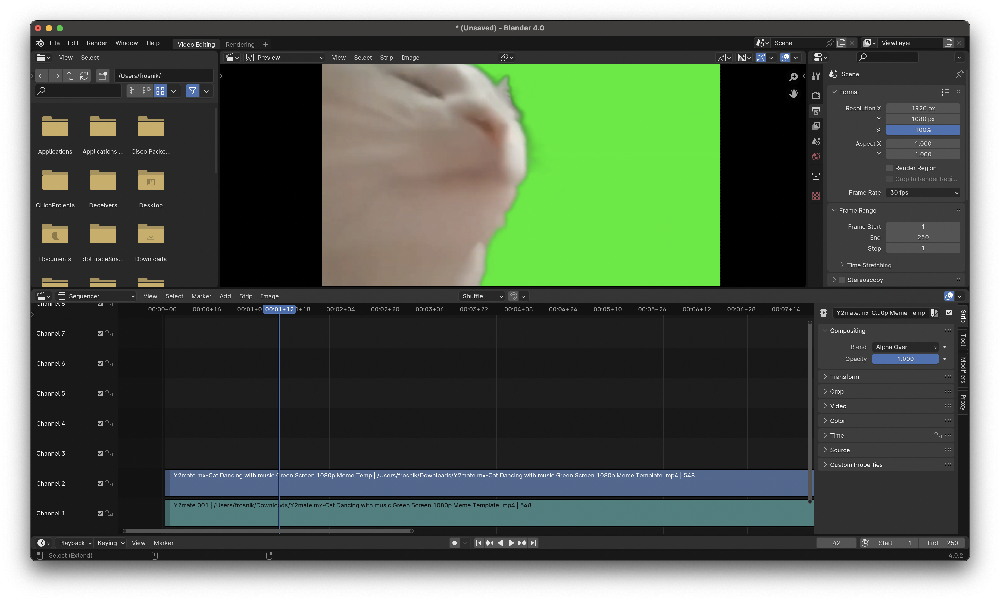 * (Unsaved) - Blender 4.0
File Edit Render Window Help Video Editing Rendering + Scene ViewLayer
View Select
Preview View Select Strip Image
/Users/frosnik/
Applications Applications ... Cisco Packe...
CLionProjects Deceivers Desktop
Documents dotTraceSna... Downloads
Scene
Format
Resolution X 1920 px
Y 1080 px
% 100%
Aspect X 1.000
Y 1.000
Render Region
Crop to Render Regi...
Frame Rate 30 fps
Frame Range
Frame Start 1
End 250
Step 1
Time Stretching
Stereoscopy
Sequencer View Select Marker Add Strip Image Shuffle
00:00+00 00:00+16 00:01+0 00:01+12 1+18 00:02+04 00:02+20 00:03+06 00:03+22 00:04+08 00:04+24 00:05+10 00:05+26 00:06+12 00:06+28 00:07+14
Channel 8
Channel 7
Channel 6
Channel 5
Channel 4
Channel 3
Channel 2
Channel 1
Y2mate.mx-Cat Dancing with music Green Screen 1080p Meme Temp | /Users/frosnik/Downloads/Y2mate.mx-Cat Dancing with music Green Screen 1080p Meme Template .mp4 | 548
Y2mate.001 | /Users/frosnik/Downloads/Y2mate.mx-Cat Dancing with music Green Screen 1080p Meme Template .mp4 | 548
Y2mate.mx-C...0p Meme Temp
Compositing
Blend Alpha Over
Opacity 1.000
Transform
Crop
Video
Color
Time
Source
Custom Properties
Strip
Tool
Modifiers
Proxy
Playback Keying View Marker 42 Start 1 End 250
Select (Extend) 4.0.2